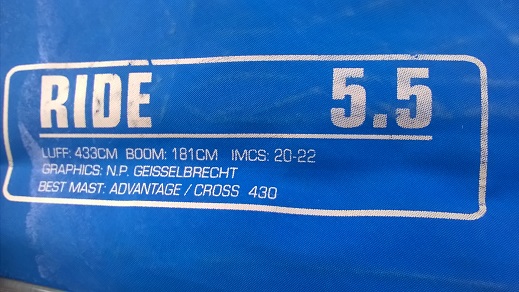 RIDE 5.5
LUFF: 433CM BOOM: 181CM IMCS: 20-22
GRAPHICS: N.P. GEISSELBRECHT
BEST MAST: ADVANTAGE / CROSS 430